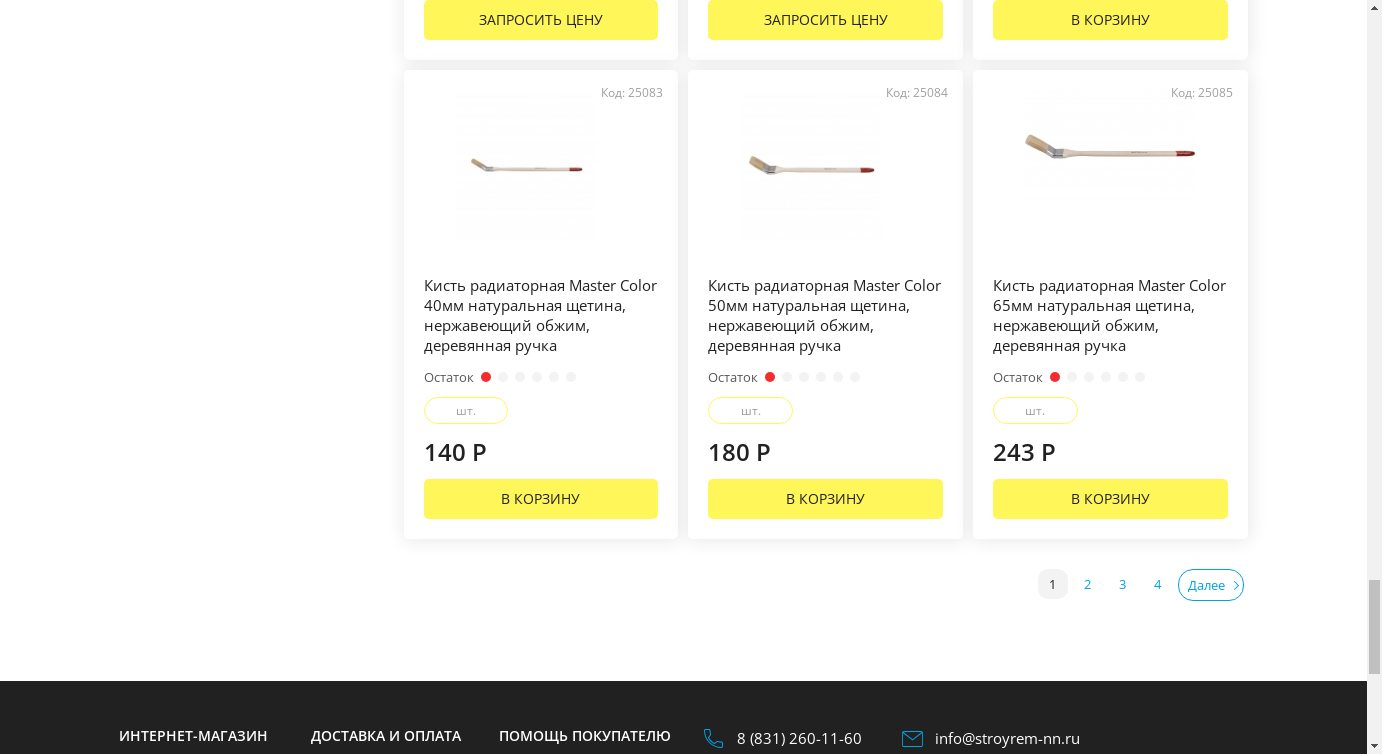 ЗАПРОСИТЬ ЦЕНУ
ЗАПРОСИТЬ ЦЕНУ
В КОРЗИНУ
Код: 25083
Кисть радиаторная Master Color
40мм натуральная щетина,
нержавеющий обжим,
деревянная ручка
Остаток
шт.
140 Р
В КОРЗИНУ
Код: 25084
Кисть радиаторная Master Color
50мм натуральная щетина,
нержавеющий обжим,
деревянная ручка
Остаток
шт.
180 Р
В КОРЗИНУ
Код: 25085
Кисть радиаторная Master Color
65мм натуральная щетина,
нержавеющий обжим,
деревянная ручка
Остаток
шт.
243 Р
В КОРЗИНУ
1 2 3 4 Далее
ИНТЕРНЕТ-МАГАЗИН
ДОСТАВКА И ОПЛАТА
ПОМОЩЬ ПОКУПАТЕЛЮ
8 (831) 260-11-60
info@stroyrem-nn.ru